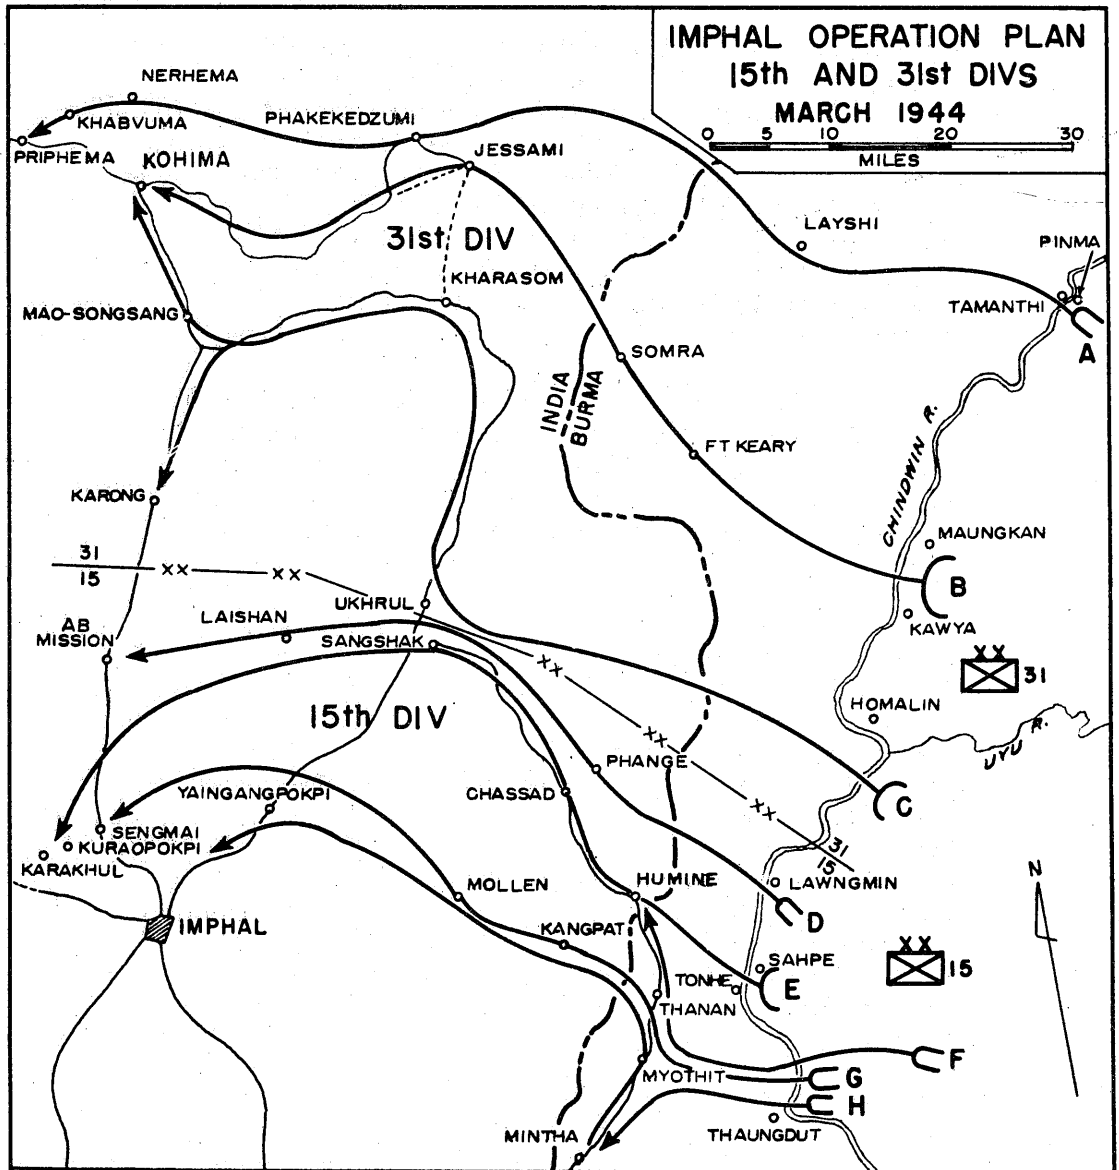 IMPHAL OPERATION PLAN
15th AND 31st DIVS
MARCH 1944
0 5 10 20 30
MILES
NERHEMA
KHABVUMA
PHAKEKEDZUMI
PRIPHEMA
KOHIMA
JESSAMI
LAYSHI
31st DIV
PINMA
KHARASOM
TAMANTHI
MAO-SONGSANG
A
SOMRA
INDIA
BURMA
FT KEARY
CHINDWIN R.
KARONG
MAUNGKAN
31
15
XX XX
B
UKHRUL
LAISHAN
AB
MISSION
SANGSHAK
KAWYA
XX
XX
31
HOMALIN
15th DIV
XX
UYU R.
PHANGE
YAINGANGPOKPI
CHASSAD
C
XX
SENGMAI
KURAOPOKPI
KARAKHUL
31
15
N
HUMINE
LAWNGMIN
MOLLEN
D
IMPHAL
KANGPAT
XX
15
SAHPE
TONHE
E
THANAN
F
MYOTHIT
G
H
MINTHA
THAUNGDUT